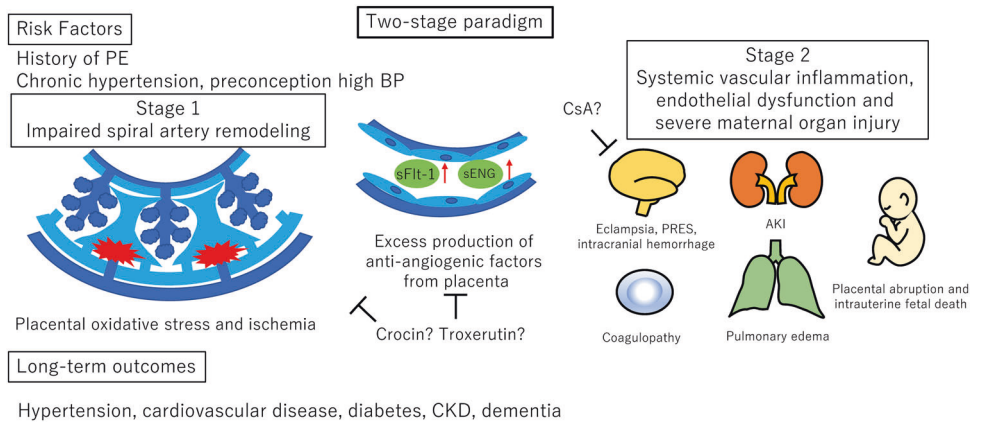 Risk Factors
Two-stage paradigm
History of PE
Chronic hypertension, preconception high BP
Stage 1
Impaired spiral artery remodeling
Placental oxidative stress and ischemia
sFlt-1
sENG
Excess production of
anti-angiogenic factors
from placenta
Crocin? Troxerutin?
Stage 2
Systemic vascular inflammation,
endothelial dysfunction and
severe maternal organ injury
CsA?
Eclampsia, PRES,
intracranial hemorrhage
AKI
Coagulopathy
Pulmonary edema
Placental abruption and
intrauterine fetal death
Long-term outcomes
Hypertension, cardiovascular disease, diabetes, CKD, dementia